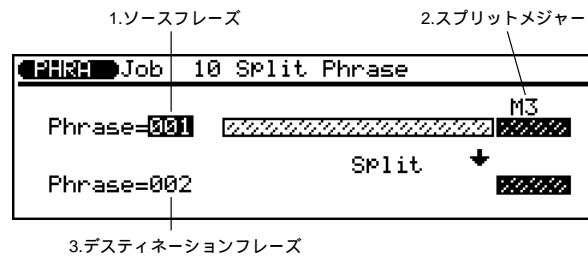 1.ソースフレーズ 2.スプリットメジャー
PHRA Job 10 Split Phrase
M3
Phrase=001
Split
Phrase=002
3.デスティネーションフレーズ